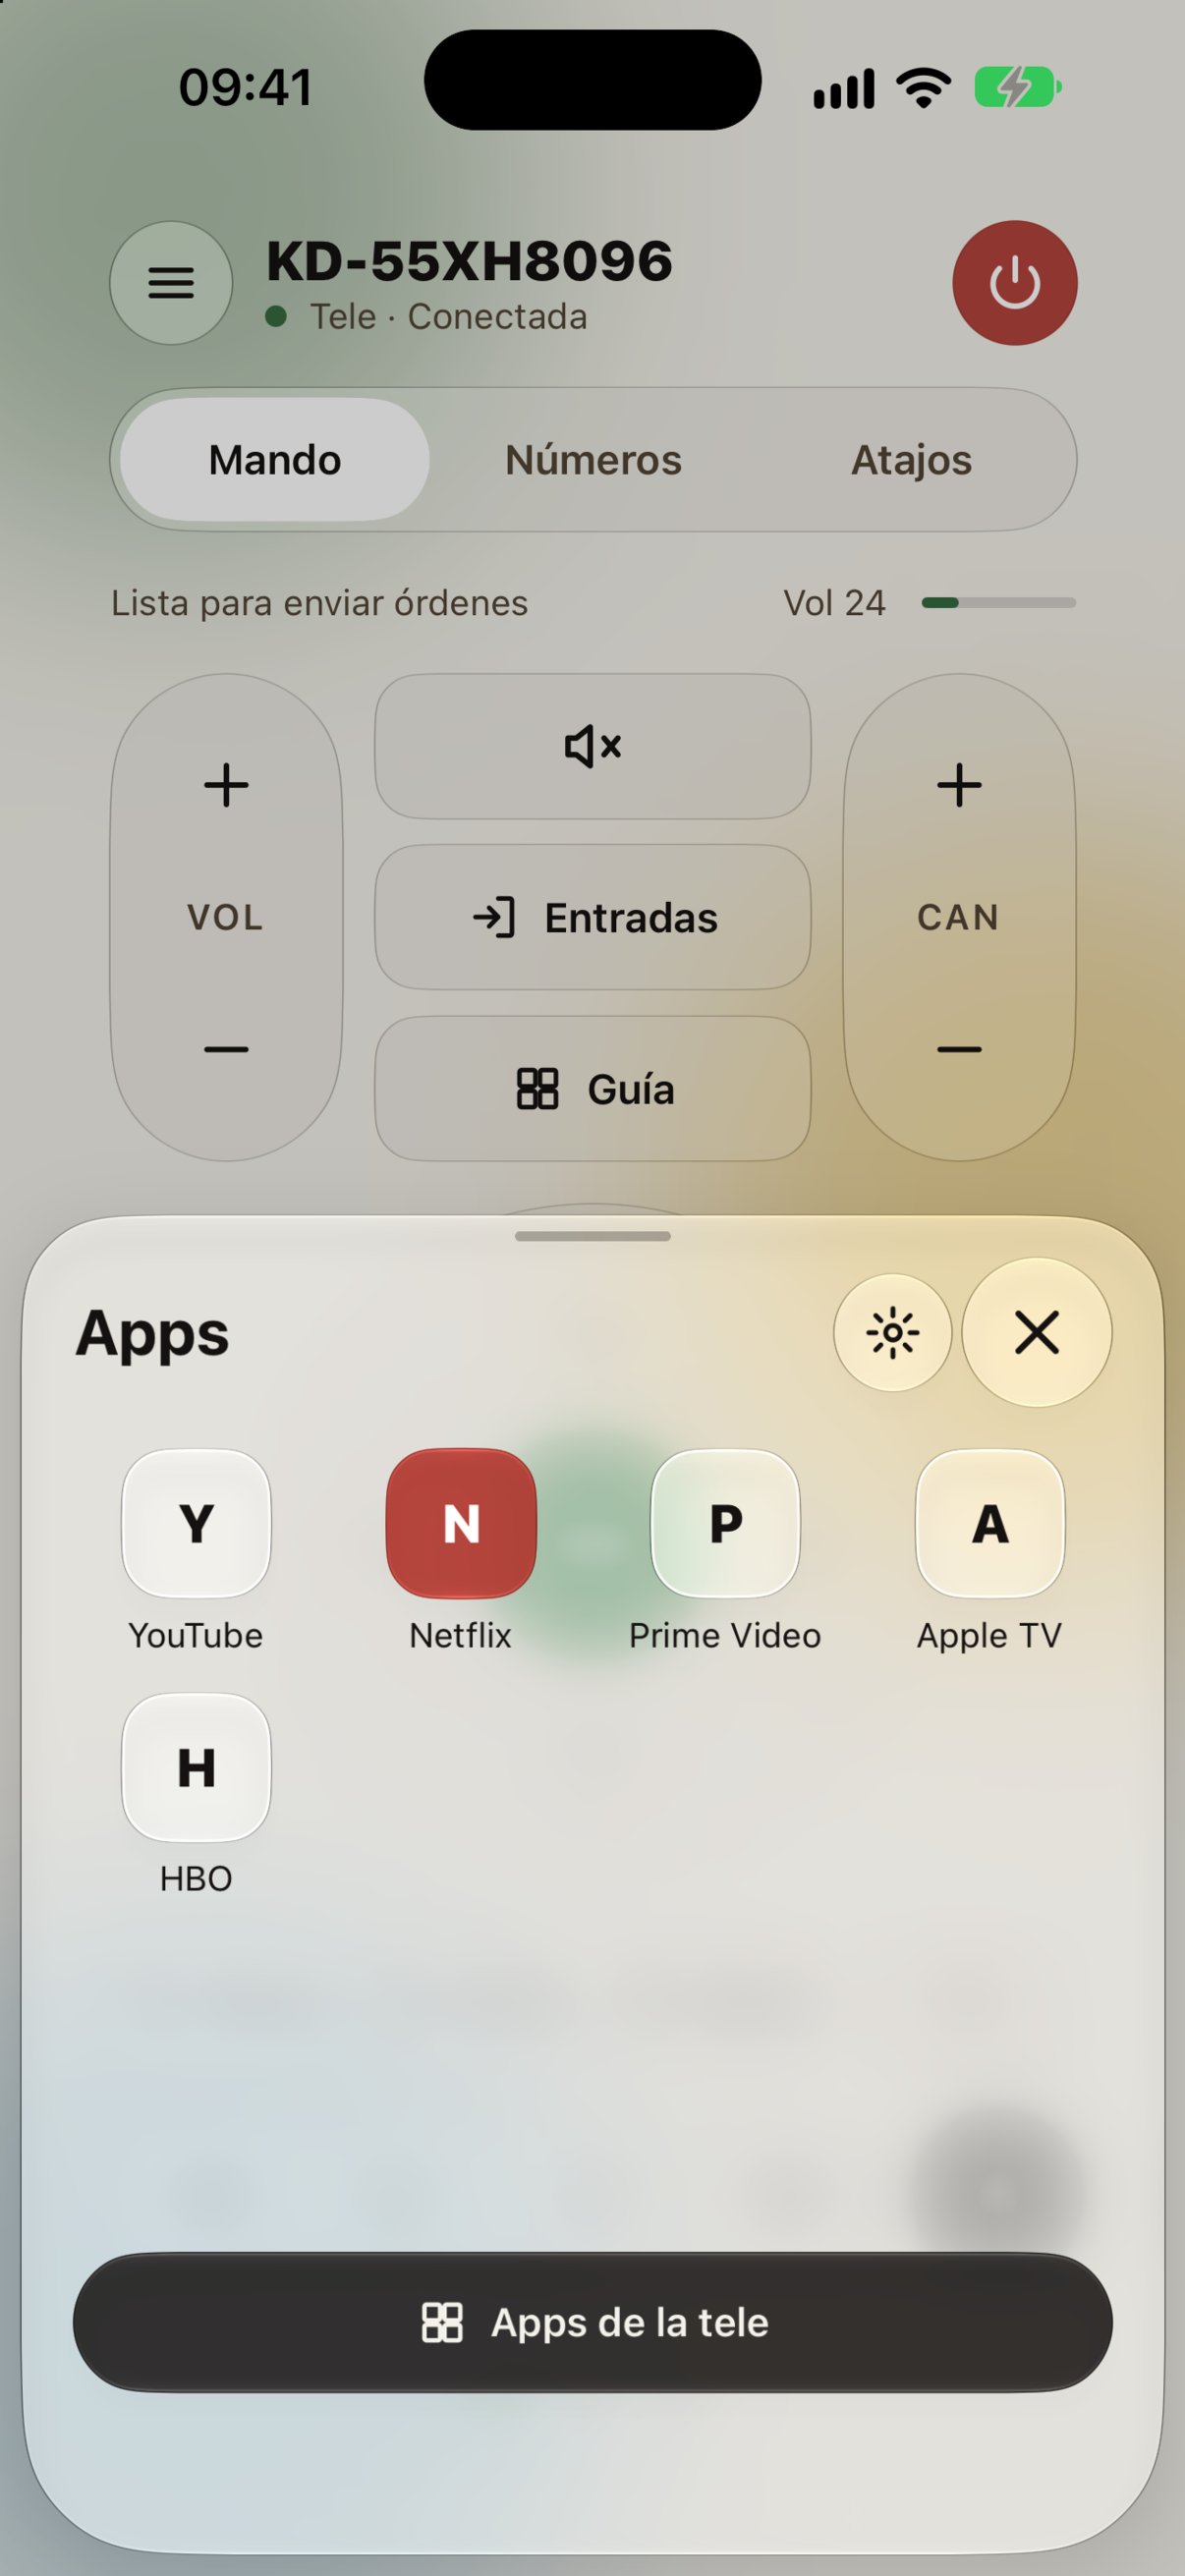 09:41
KD-55XH8096
Tele · Conectada
Mando Números Atajos
Lista para enviar órdenes Vol 24
VOL
CAN
Entradas
Guía
Apps
Y N P A
YouTube Netflix Prime Video Apple TV
H
HBO
Apps de la tele